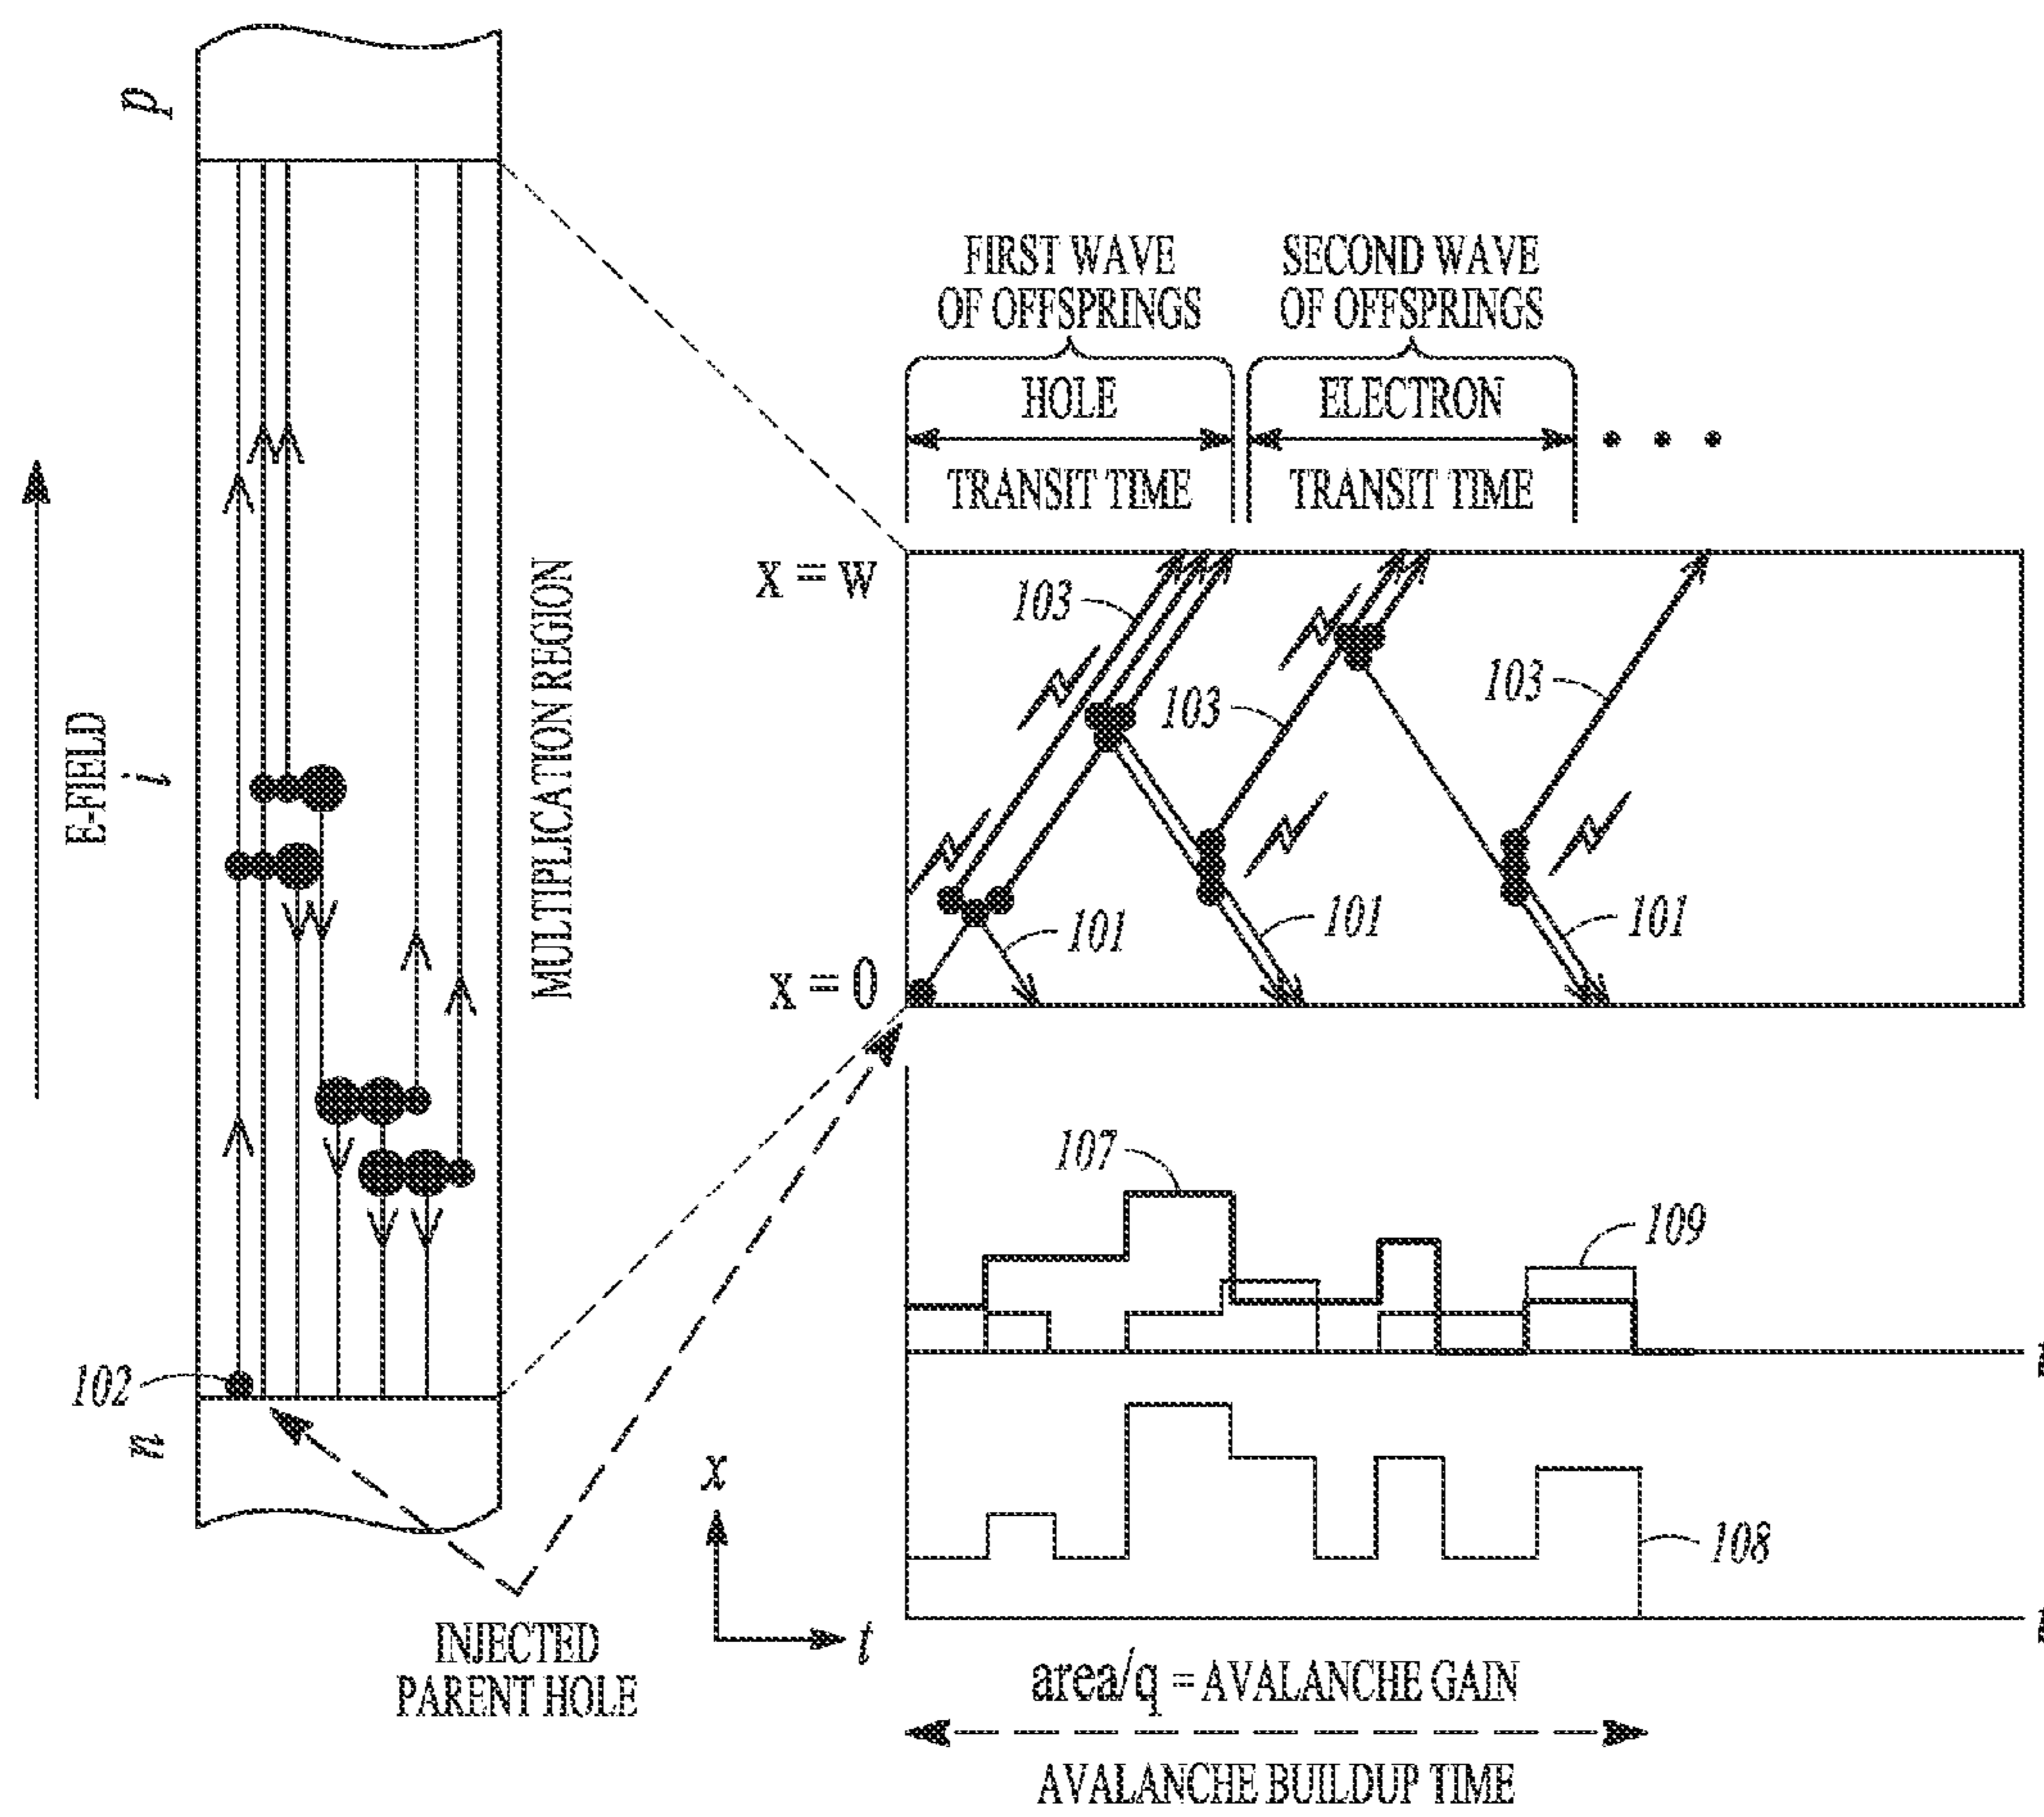 p
E-FIELD
i
MULTIPLICATION REGION
102
n
INJECTED
PARENT HOLE
FIRST WAVE
OF OFFSPRINGS
SECOND WAVE
OF OFFSPRINGS
HOLE
TRANSIT TIME
ELECTRON
TRANSIT TIME
x = w
x = 0
103
103
103
101
101
101
107
109
108
x
t
area/q = AVALANCHE GAIN
AVALANCHE BUILDUP TIME